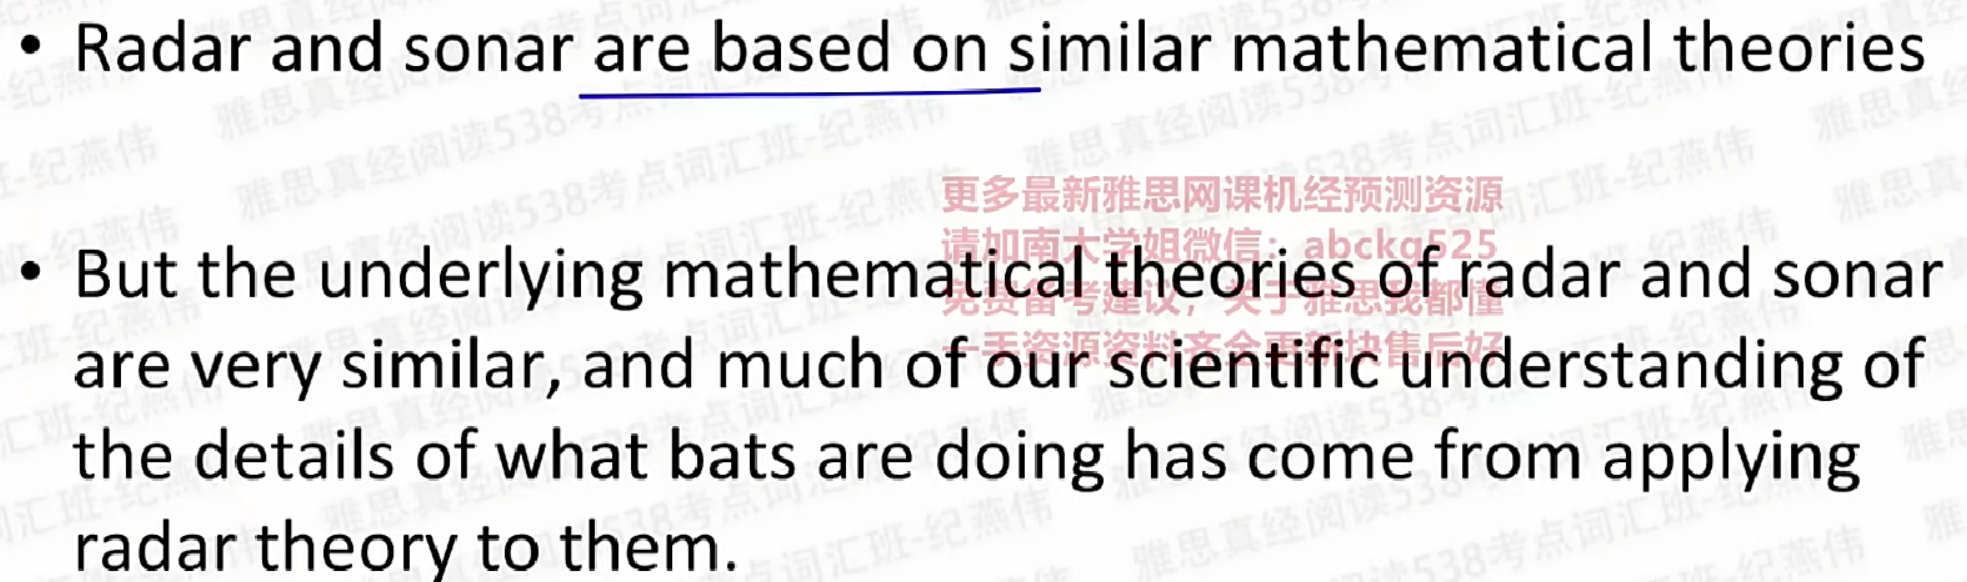 • Radar and sonar are based on similar mathematical theories
更多最新雅思网课机经预测资源
请加南大学姐微信：abckg525
• But the underlying mathematical theories of radar and sonar
免费备考建议，关于雅思我都懂
一手资源资料齐全更新块售后好
are very similar, and much of our scientific understanding of
the details of what bats are doing has come from applying
radar theory to them.
雅思真经阅读538考点词汇班-纪燕伟